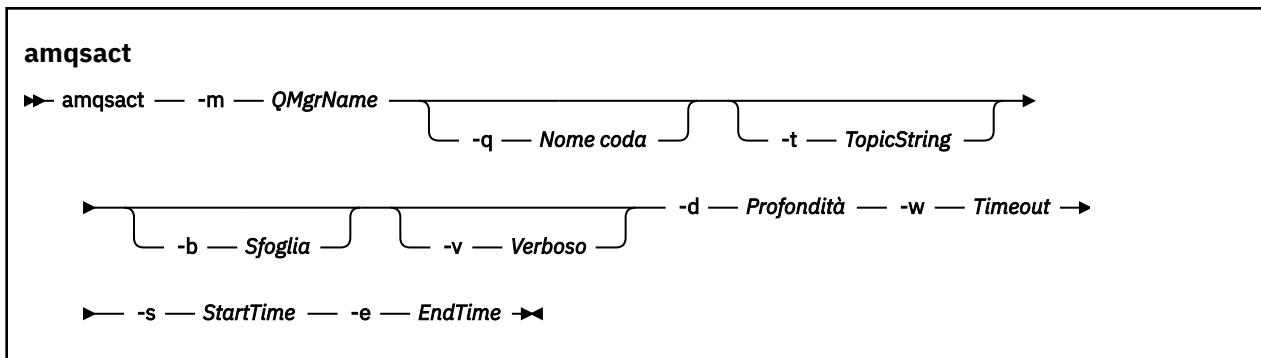 amqsact
amqsact -m QMgrName
-q Nome coda -t TopicString
-d Profondità -w Timeout
-b Sfoglia -v Verboso
-s StartTime -e EndTime